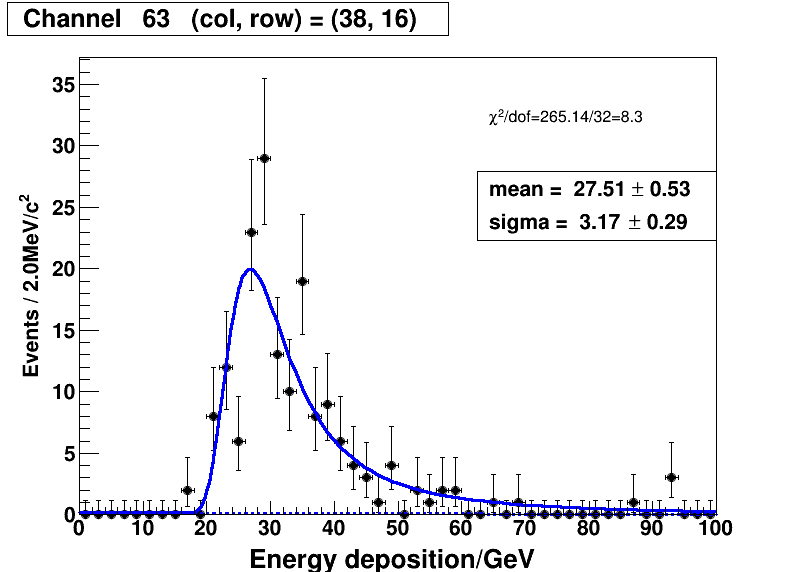 Channel 63 (col, row) = (38, 16)
χ²/dof=265.14/32=8.3
mean = 27.51 ± 0.53
sigma = 3.17 ± 0.29
Events / 2.0MeV/c²
35
30
25
20
15
10
5
0
0 10 20 30 40 50 60 70 80 90 100
Energy deposition/GeV